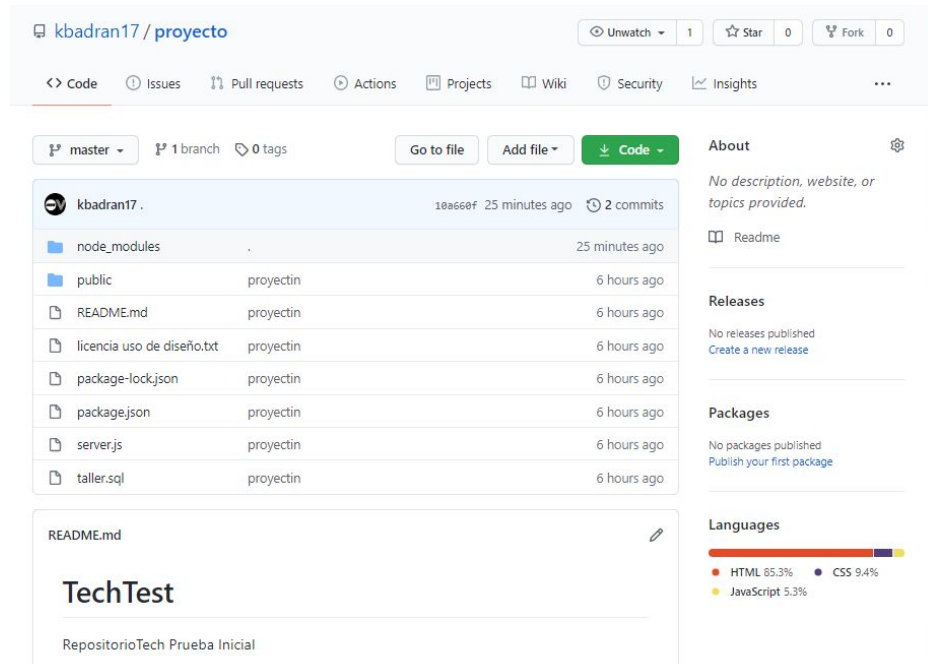 kbadran17 / proyecto
Unwatch 1 Star 0 Fork 0
Code Issues Pull requests Actions Projects Wiki Security Insights ...
master 1 branch 0 tags Go to file Add file Code
kbadran17 . 10a660f 25 minutes ago 2 commits
node_modules . 25 minutes ago
public proyectin 6 hours ago
README.md proyectin 6 hours ago
licencia uso de diseño.txt proyectin 6 hours ago
package-lock.json proyectin 6 hours ago
package.json proyectin 6 hours ago
server.js proyectin 6 hours ago
taller.sql proyectin 6 hours ago
README.md
TechTest
RepositorioTech Prueba Inicial
About
No description, website, or
topics provided.
Readme
Releases
No releases published
Create a new release
Packages
No packages published
Publish your first package
Languages
HTML 85.3% CSS 9.4%
JavaScript 5.3%